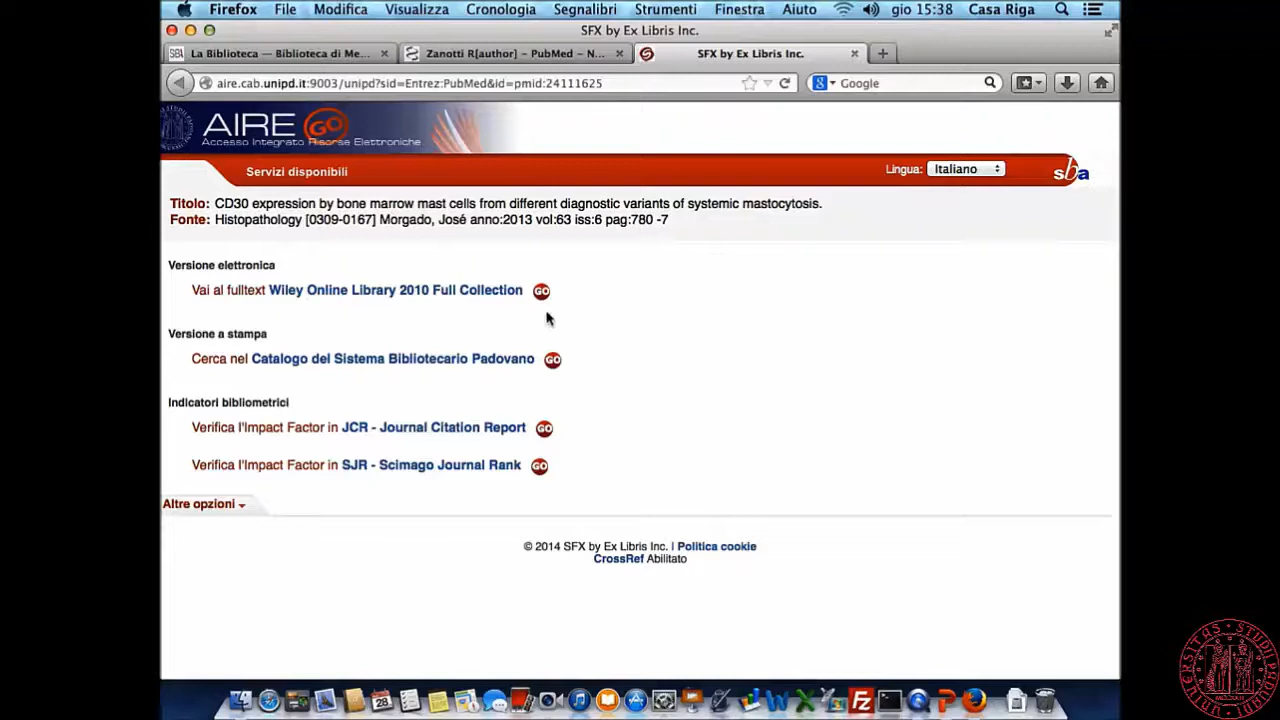 Firefox File Modifica Visualizza Cronologia Segnalibri Strumenti Finestra Aiuto gio 15:38 Casa Riga
SFX by Ex Libris Inc.
SBA La Biblioteca — Biblioteca di Me... Zanotti R[author] – PubMed – N... SFX by Ex Libris Inc.
aire.cab.unipd.it:9003/unipd?sid=Entrez:PubMed&id=pmid:24111625 Google
AIRE GO
Accesso Integrato Risorse Elettroniche
Servizi disponibili Lingua: Italiano sba
Titolo: CD30 expression by bone marrow mast cells from different diagnostic variants of systemic mastocytosis.
Fonte: Histopathology [0309-0167] Morgado, José anno:2013 vol:63 iss:6 pag:780 -7
Versione elettronica
Vai al fulltext Wiley Online Library 2010 Full Collection GO
Versione a stampa
Cerca nel Catalogo del Sistema Bibliotecario Padovano GO
Indicatori bibliometrici
Verifica l'Impact Factor in JCR - Journal Citation Report GO
Verifica l'Impact Factor in SJR - Scimago Journal Rank GO
Altre opzioni
© 2014 SFX by Ex Libris Inc. | Politica cookie
CrossRef Abilitato